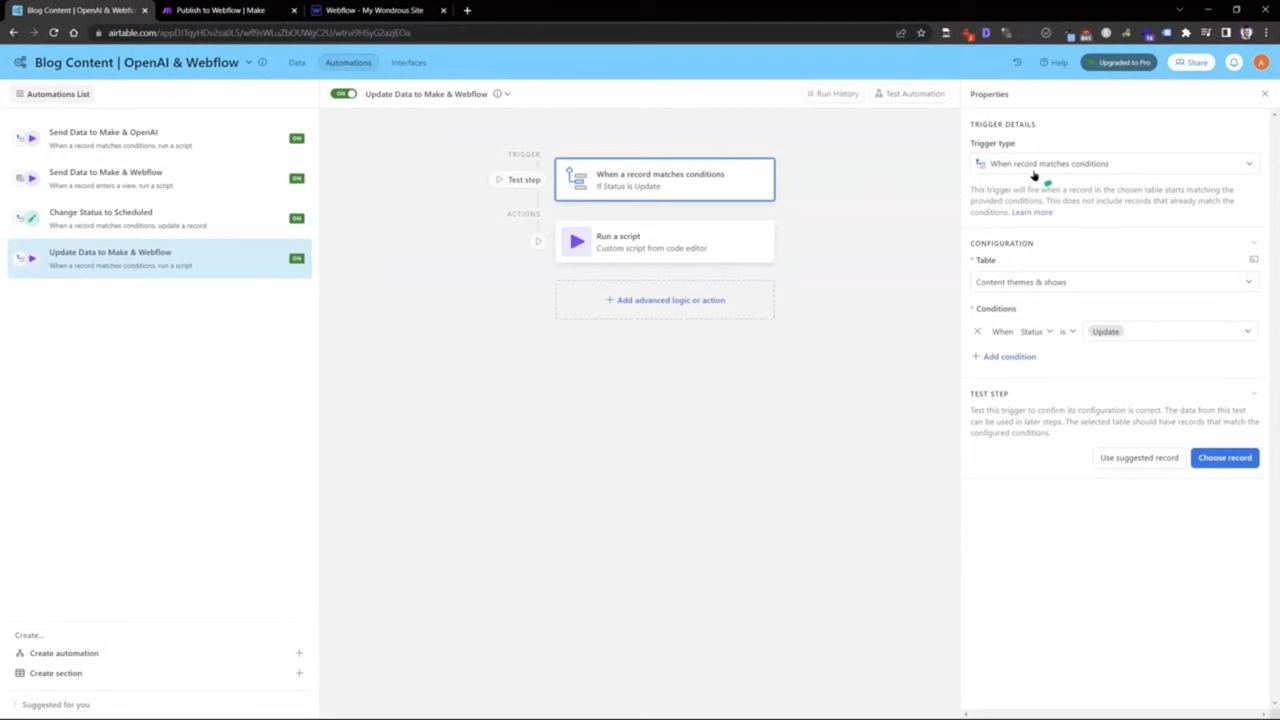 Blog Content | OpenAI & Webflo
Publish to Webflow | Make
Webflow - My Wondrous Site
Blog Content | OpenAI & Webflow
Data
Automations
Interfaces
Help
Upgraded to Pro
Share
A
Automations List
Send Data to Make & OpenAI
When a record matches conditions, run a script
ON
Send Data to Make & Webflow
When a record enters a view, run a script
ON
Change Status to Scheduled
When a record matches conditions, update a record
ON
Update Data to Make & Webflow
When a record matches conditions, run a script
ON
Create...
Create automation
Create section
Suggested for you
ON
Update Data to Make & Webflow
Run History
Test Automation
TRIGGER
Test step
When a record matches conditions
If Status is Update
ACTIONS
Run a script
Custom script from code editor
Add advanced logic or action
Properties
TRIGGER DETAILS
Trigger type
When record matches conditions
This trigger will fire when a record in the chosen table starts matching the
provided conditions. This does not include records that already match the
conditions. Learn more
CONFIGURATION
* Table
Content themes & shows
* Conditions
When Status is Update
+ Add condition
TEST STEP
Test this trigger to confirm its configuration is correct. The data from this test
can be used in later steps. The selected table should have records that match the
configured conditions.
Use suggested record
Choose record